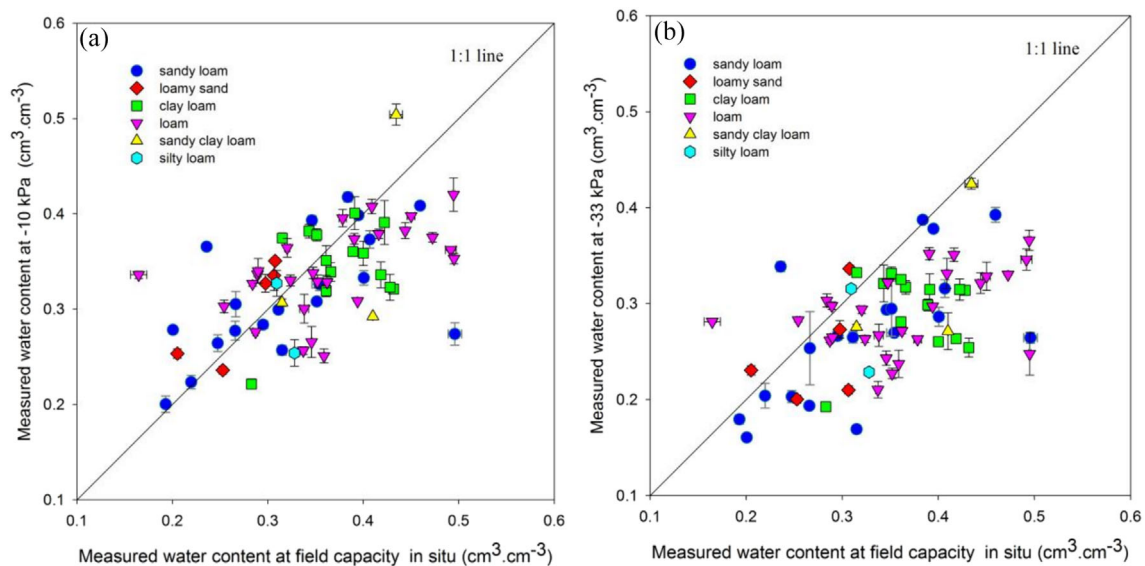 (a)
1:1 line
sandy loam
loamy sand
clay loam
loam
sandy clay loam
silty loam
Measured water content at -10 kPa (cm³.cm⁻³)
0.6
0.5
0.4
0.3
0.2
0.1
0.1 0.2 0.3 0.4 0.5 0.6
Measured water content at field capacity in situ (cm³.cm⁻³)
(b)
1:1 line
sandy loam
loamy sand
clay loam
loam
sandy clay loam
silty loam
Measured water content at -33 kPa (cm³.cm⁻³)
0.6
0.5
0.4
0.3
0.2
0.1
0.1 0.2 0.3 0.4 0.5 0.6
Measured water content at field capacity in situ (cm³.cm⁻³)